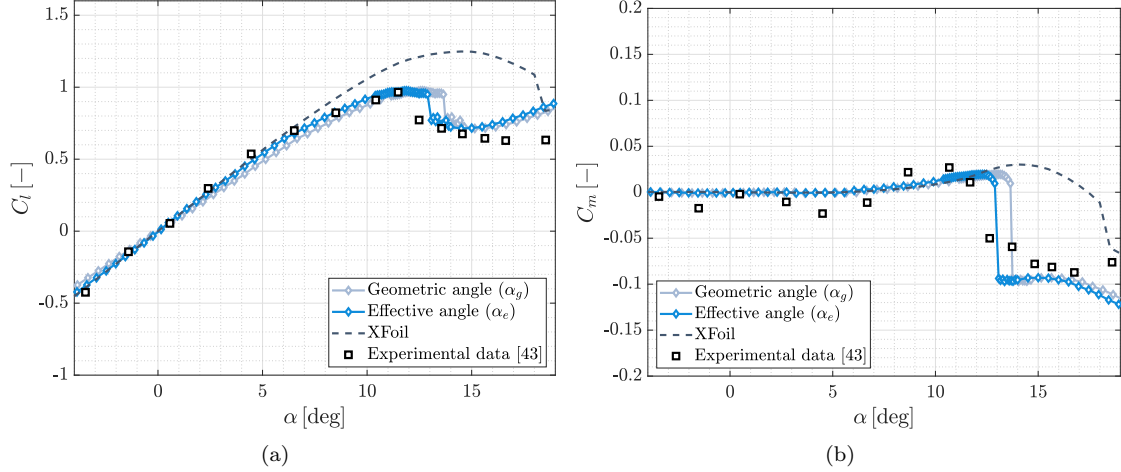 1.5
1
0.5
0
-0.5
-1
C_l [−]
0
5
10
15
α [deg]
Geometric angle (α_g)
Effective angle (α_e)
XFoil
Experimental data [43]
(a)
0.2
0.15
0.1
0.05
0
-0.05
-0.1
-0.15
-0.2
C_m [−]
0
5
10
15
α [deg]
Geometric angle (α_g)
Effective angle (α_e)
XFoil
Experimental data [43]
(b)